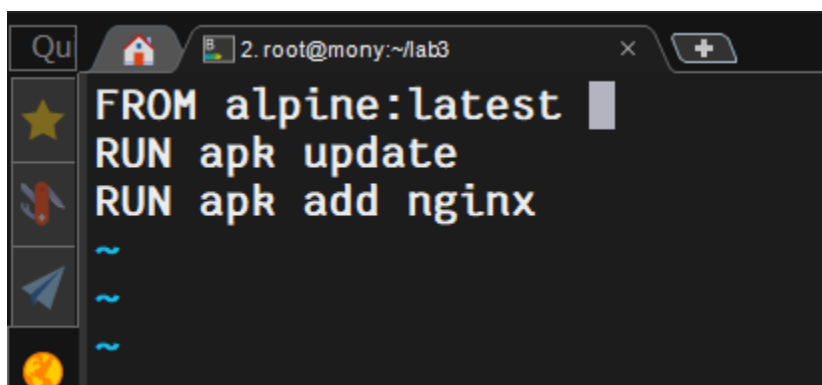 Qu
2. root@mony:~/lab3
FROM alpine:latest
RUN apk update
RUN apk add nginx
~
~
~